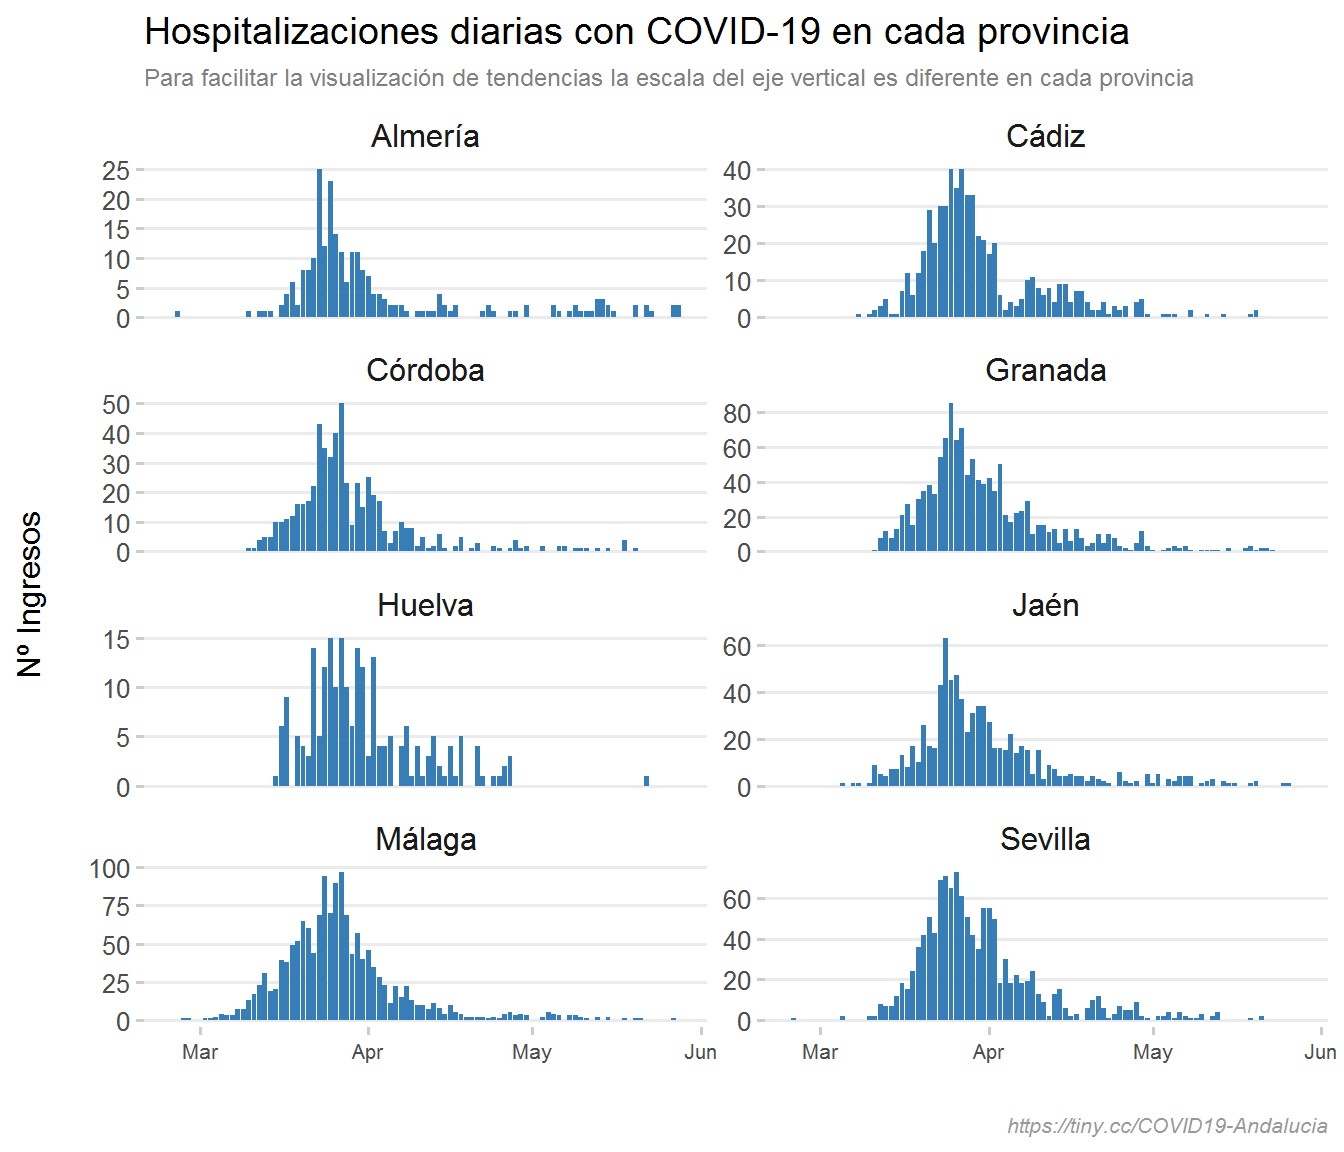 Hospitalizaciones diarias con COVID-19 en cada provincia
Para facilitar la visualización de tendencias la escala del eje vertical es diferente en cada provincia
Nº Ingresos
Almería
25
20
15
10
5
0
Cádiz
40
30
20
10
0
Córdoba
50
40
30
20
10
0
Granada
80
60
40
20
0
Huelva
15
10
5
0
Jaén
60
40
20
0
Málaga
100
75
50
25
0
Sevilla
60
40
20
0
Mar Apr May Jun
Mar Apr May Jun
https://tiny.cc/COVID19-Andalucia